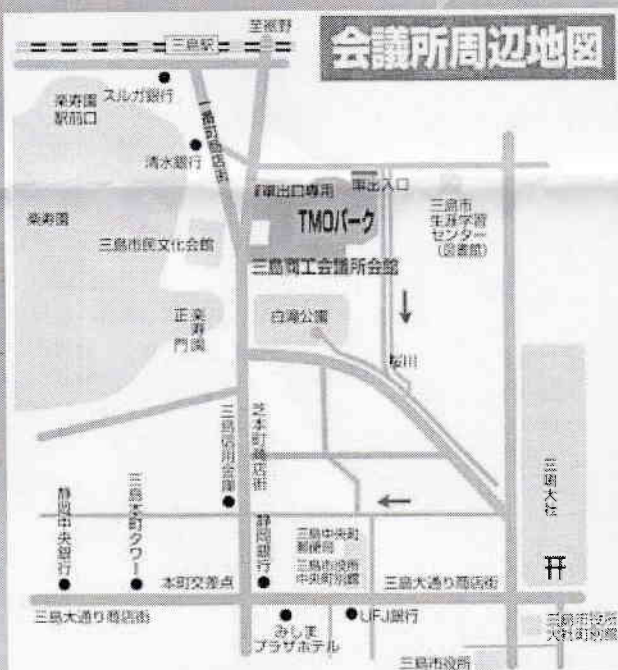 会議所周辺地図
至裾野
三島駅
スルガ銀行
楽寿園
駅前口
一番町商店街
清水銀行
車出口専用
車出入口
TMOパーク
三島市
生涯学習
センター
(図書館)
楽寿園
三島市民文化会館
三島商工会議所会館
楽寿園
正門
白滝公園
桜川
三島信用金庫
芝本町商店街
三嶋大社
静岡中央銀行
三島本町タワー
静岡銀行
三島中央町
郵便局
三島市役所
中央町別館
本町交差点
三島大通り商店街
三島大通り商店街
みしま
プラザホテル
UFJ銀行
三島市役所
大社町別館
三島市役所